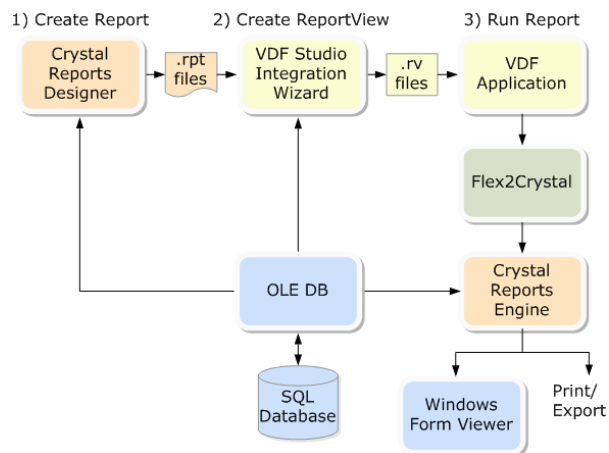 1) Create Report
2) Create ReportView
3) Run Report
Crystal
Reports
Designer
.rpt
files
VDF Studio
Integration
Wizard
.rv
files
VDF
Application
Flex2Crystal
OLE DB
Crystal
Reports
Engine
SQL
Database
Windows
Form Viewer
Print/
Export